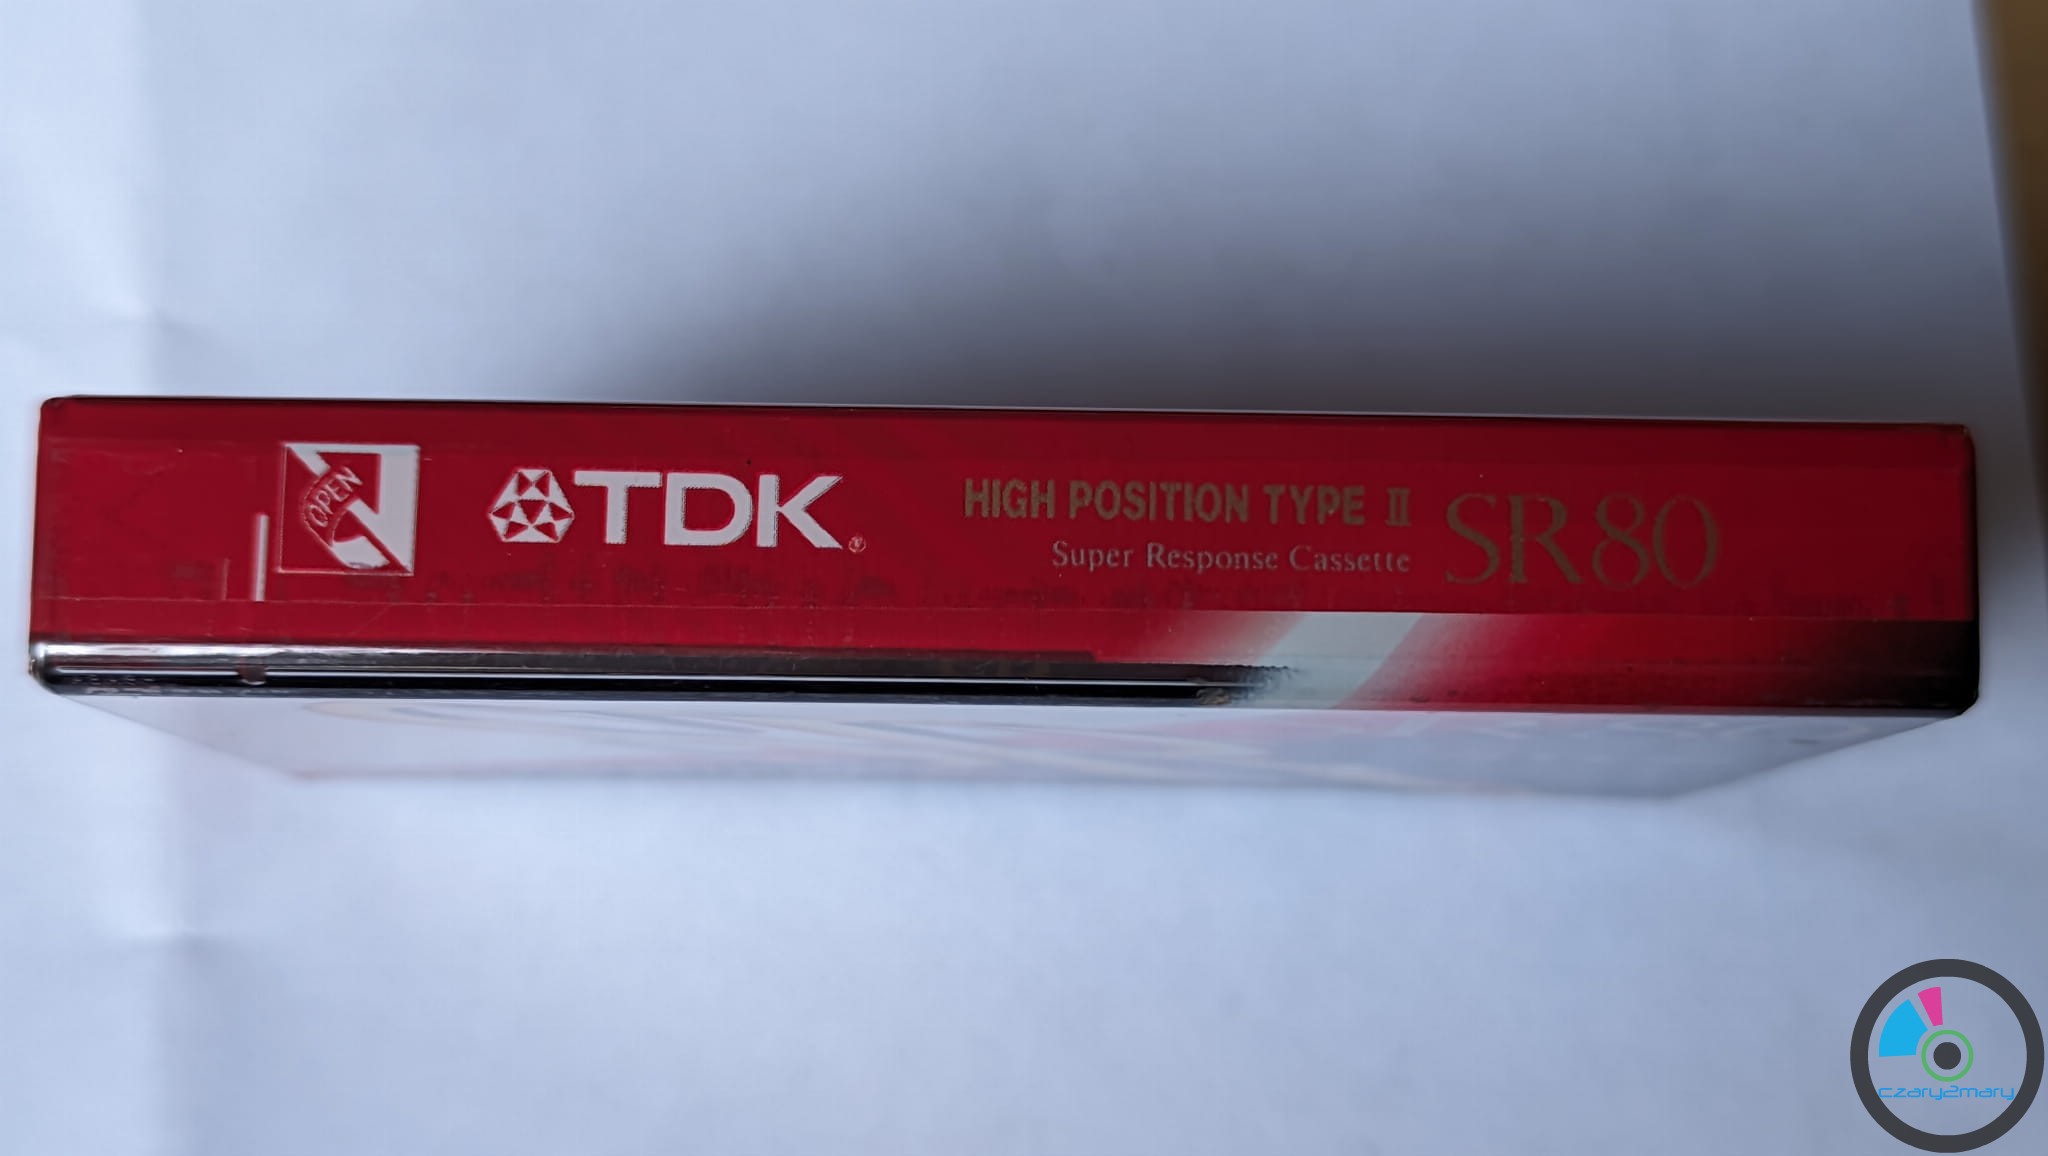 OPEN
TDK®
HIGH POSITION TYPE II
Super Response Cassette
SR80
czary2mary